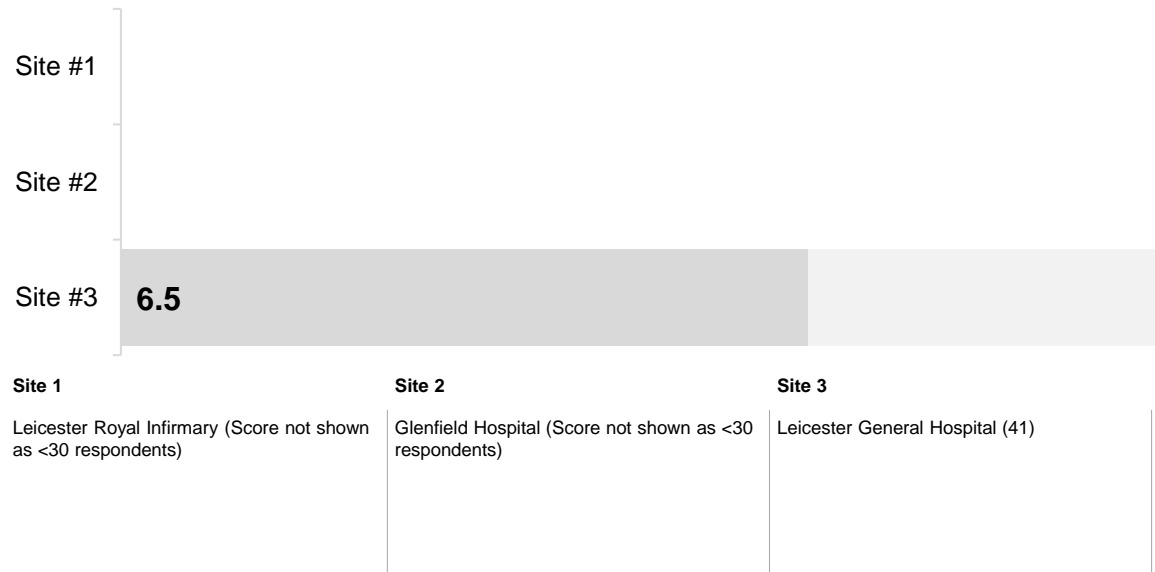 Site #1
Site #2
Site #3
6.5
Site 1
Leicester Royal Infirmary (Score not shown
as <30 respondents)
Site 2
Glenfield Hospital (Score not shown as <30
respondents)
Site 3
Leicester General Hospital (41)